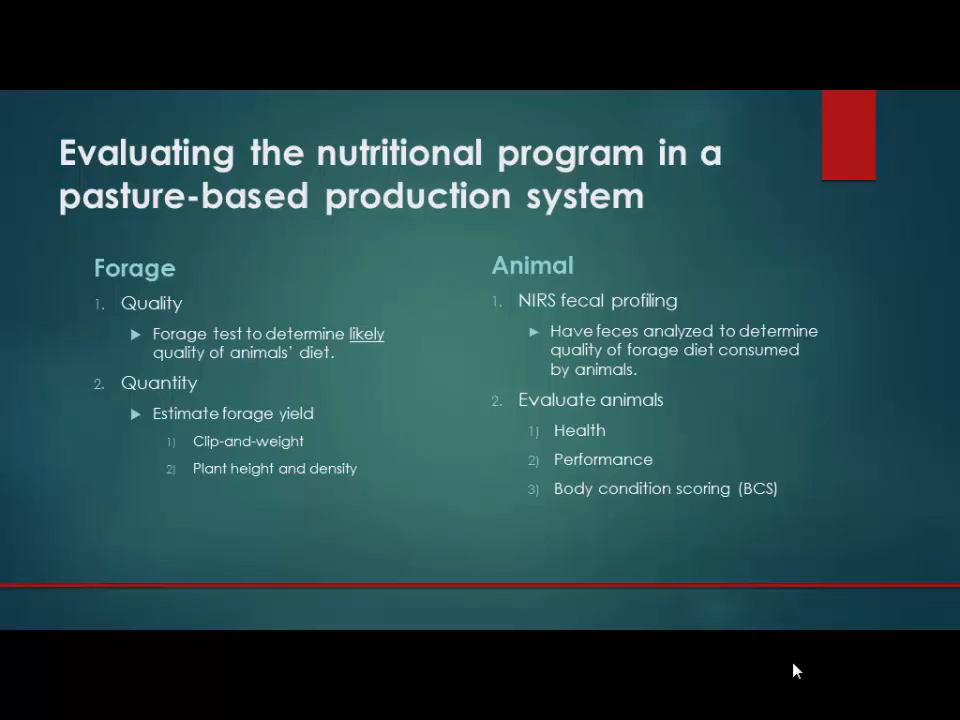 Evaluating the nutritional program in a
pasture-based production system
Forage
1. Quality
Forage test to determine likely
quality of animals' diet.
2. Quantity
Estimate forage yield
1) Clip-and-weight
2) Plant height and density
Animal
1. NIRS fecal profiling
Have feces analyzed to determine
quality of forage diet consumed
by animals.
2. Evaluate animals
1) Health
2) Performance
3) Body condition scoring (BCS)